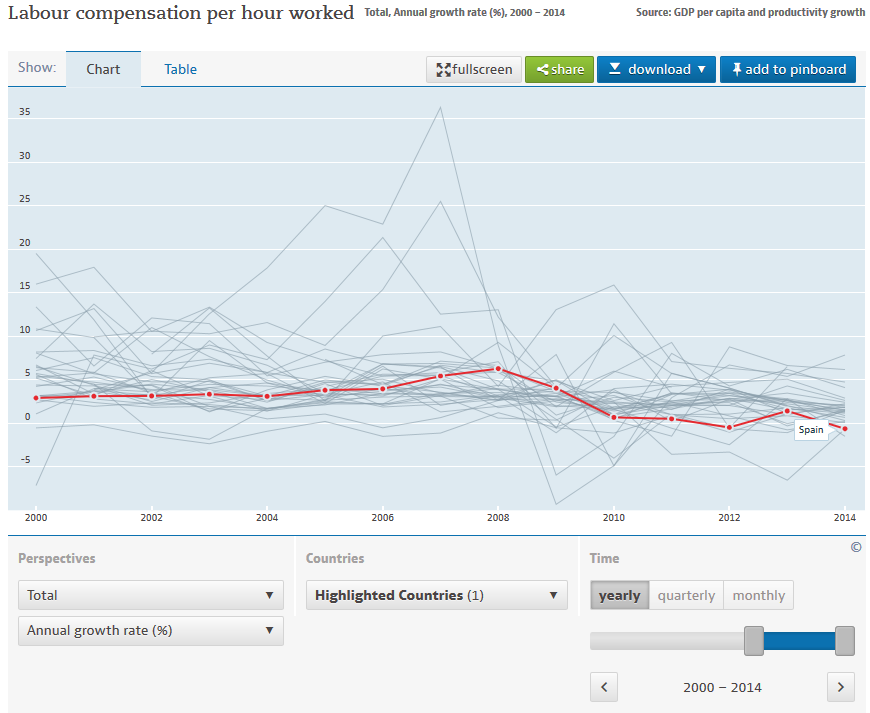 Labour compensation per hour worked Total, Annual growth rate (%), 2000 – 2014 Source: GDP per capita and productivity growth
Show: Chart Table fullscreen share download ▼ add to pinboard
35
30
25
20
15
10
5
0
-5
Spain
2000 2002 2004 2006 2008 2010 2012 2014
©
Perspectives Countries Time
Total ▼ Highlighted Countries (1) ▼ yearly quarterly monthly
Annual growth rate (%) ▼
< 2000 – 2014 >